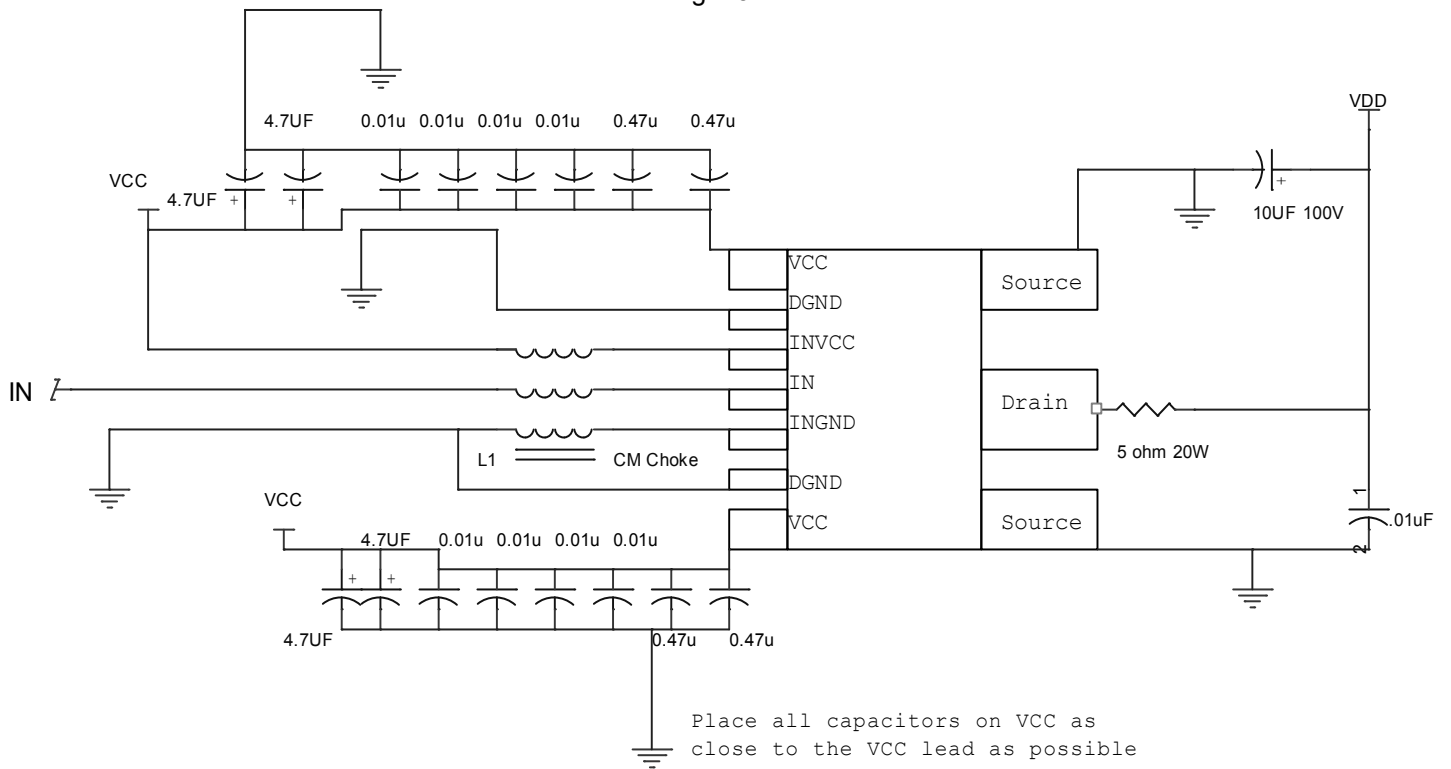 4.7UF 0.01u 0.01u 0.01u 0.01u 0.47u 0.47u
VDD
VCC
4.7UF +
+
+
10UF 100V
VCC
Source
DGND
INVCC
IN
IN
Drain
INGND
L1 CM Choke
5 ohm 20W
DGND
VCC
VCC
Source
1
.01uF
2
4.7UF 0.01u 0.01u 0.01u 0.01u
+ +
4.7UF
0.47u 0.47u
Place all capacitors on VCC as
close to the VCC lead as possible